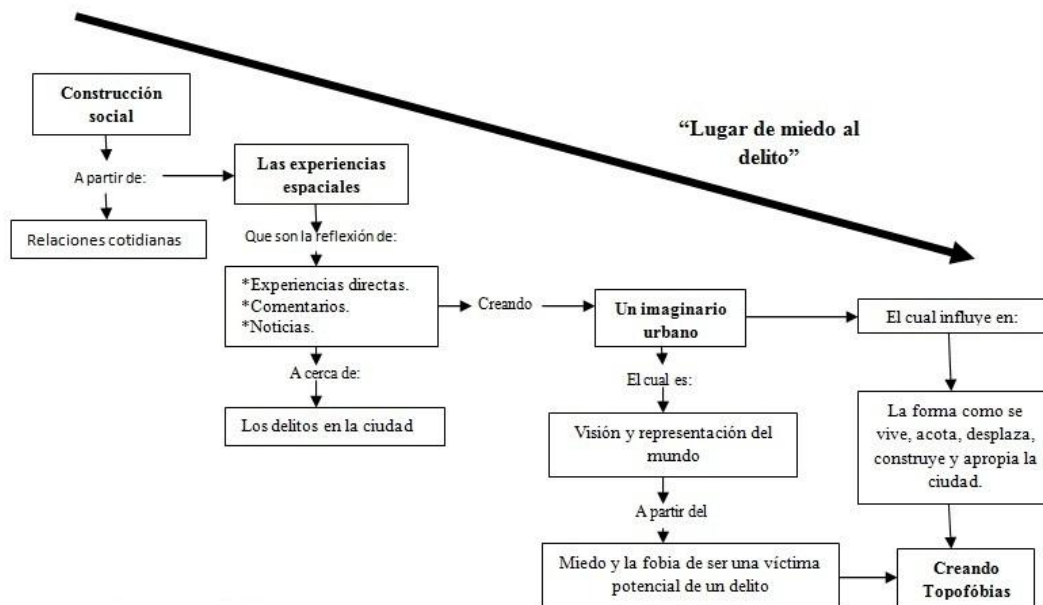 Construcción
social
“Lugar de miedo al
delito”
A partir de:
Las experiencias
espaciales
Relaciones cotidianas
Que son la reflexión de:
*Experiencias directas.
*Comentarios.
*Noticias.
Creando
Un imaginario
urbano
El cual influye en:
A cerca de:
El cual es:
Los delitos en la ciudad
Visión y representación del
mundo
La forma como se
vive, acota, desplaza,
construye y apropia la
ciudad.
A partir del
Miedo y la fobia de ser una víctima
potencial de un delito
Creando
Topofóbias